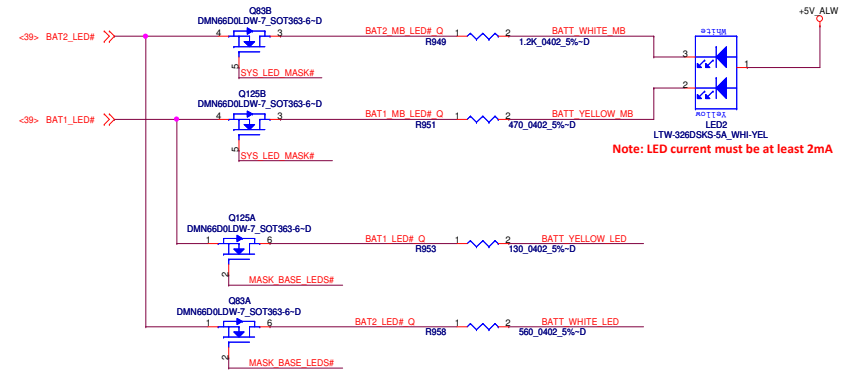 +5V_ALW
Q83B
DMN66D0LDW-7_SOT363-6~D
<39> BAT2_LED#
4
3
BAT2_MB_LED#_Q
1
2
BATT_WHITE_MB
R949
1.2K_0402_5%~D
5
SYS_LED_MASK#
White
3
1
2
Yellow
LED2
LTW-326DSKS-5A_WHI-YEL
Note: LED current must be at least 2mA
Q125B
DMN66D0LDW-7_SOT363-6~D
<39> BAT1_LED#
4
3
BAT1_MB_LED#_Q
1
2
BATT_YELLOW_MB
R951
470_0402_5%~D
5
SYS_LED_MASK#
Q125A
DMN66D0LDW-7_SOT363-6~D
1
6
BAT1_LED#_Q
1
2
BATT_YELLOW_LED
R953
130_0402_5%~D
2
MASK_BASE_LEDS#
Q83A
DMN66D0LDW-7_SOT363-6~D
1
6
BAT2_LED#_Q
1
2
BATT_WHITE_LED
R958
560_0402_5%~D
2
MASK_BASE_LEDS#